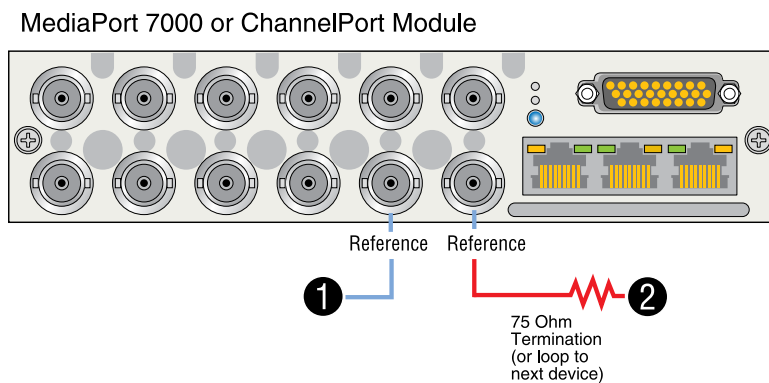 MediaPort 7000 or ChannelPort Module
Reference Reference
1 2
75 Ohm
Termination
(or loop to
next device)